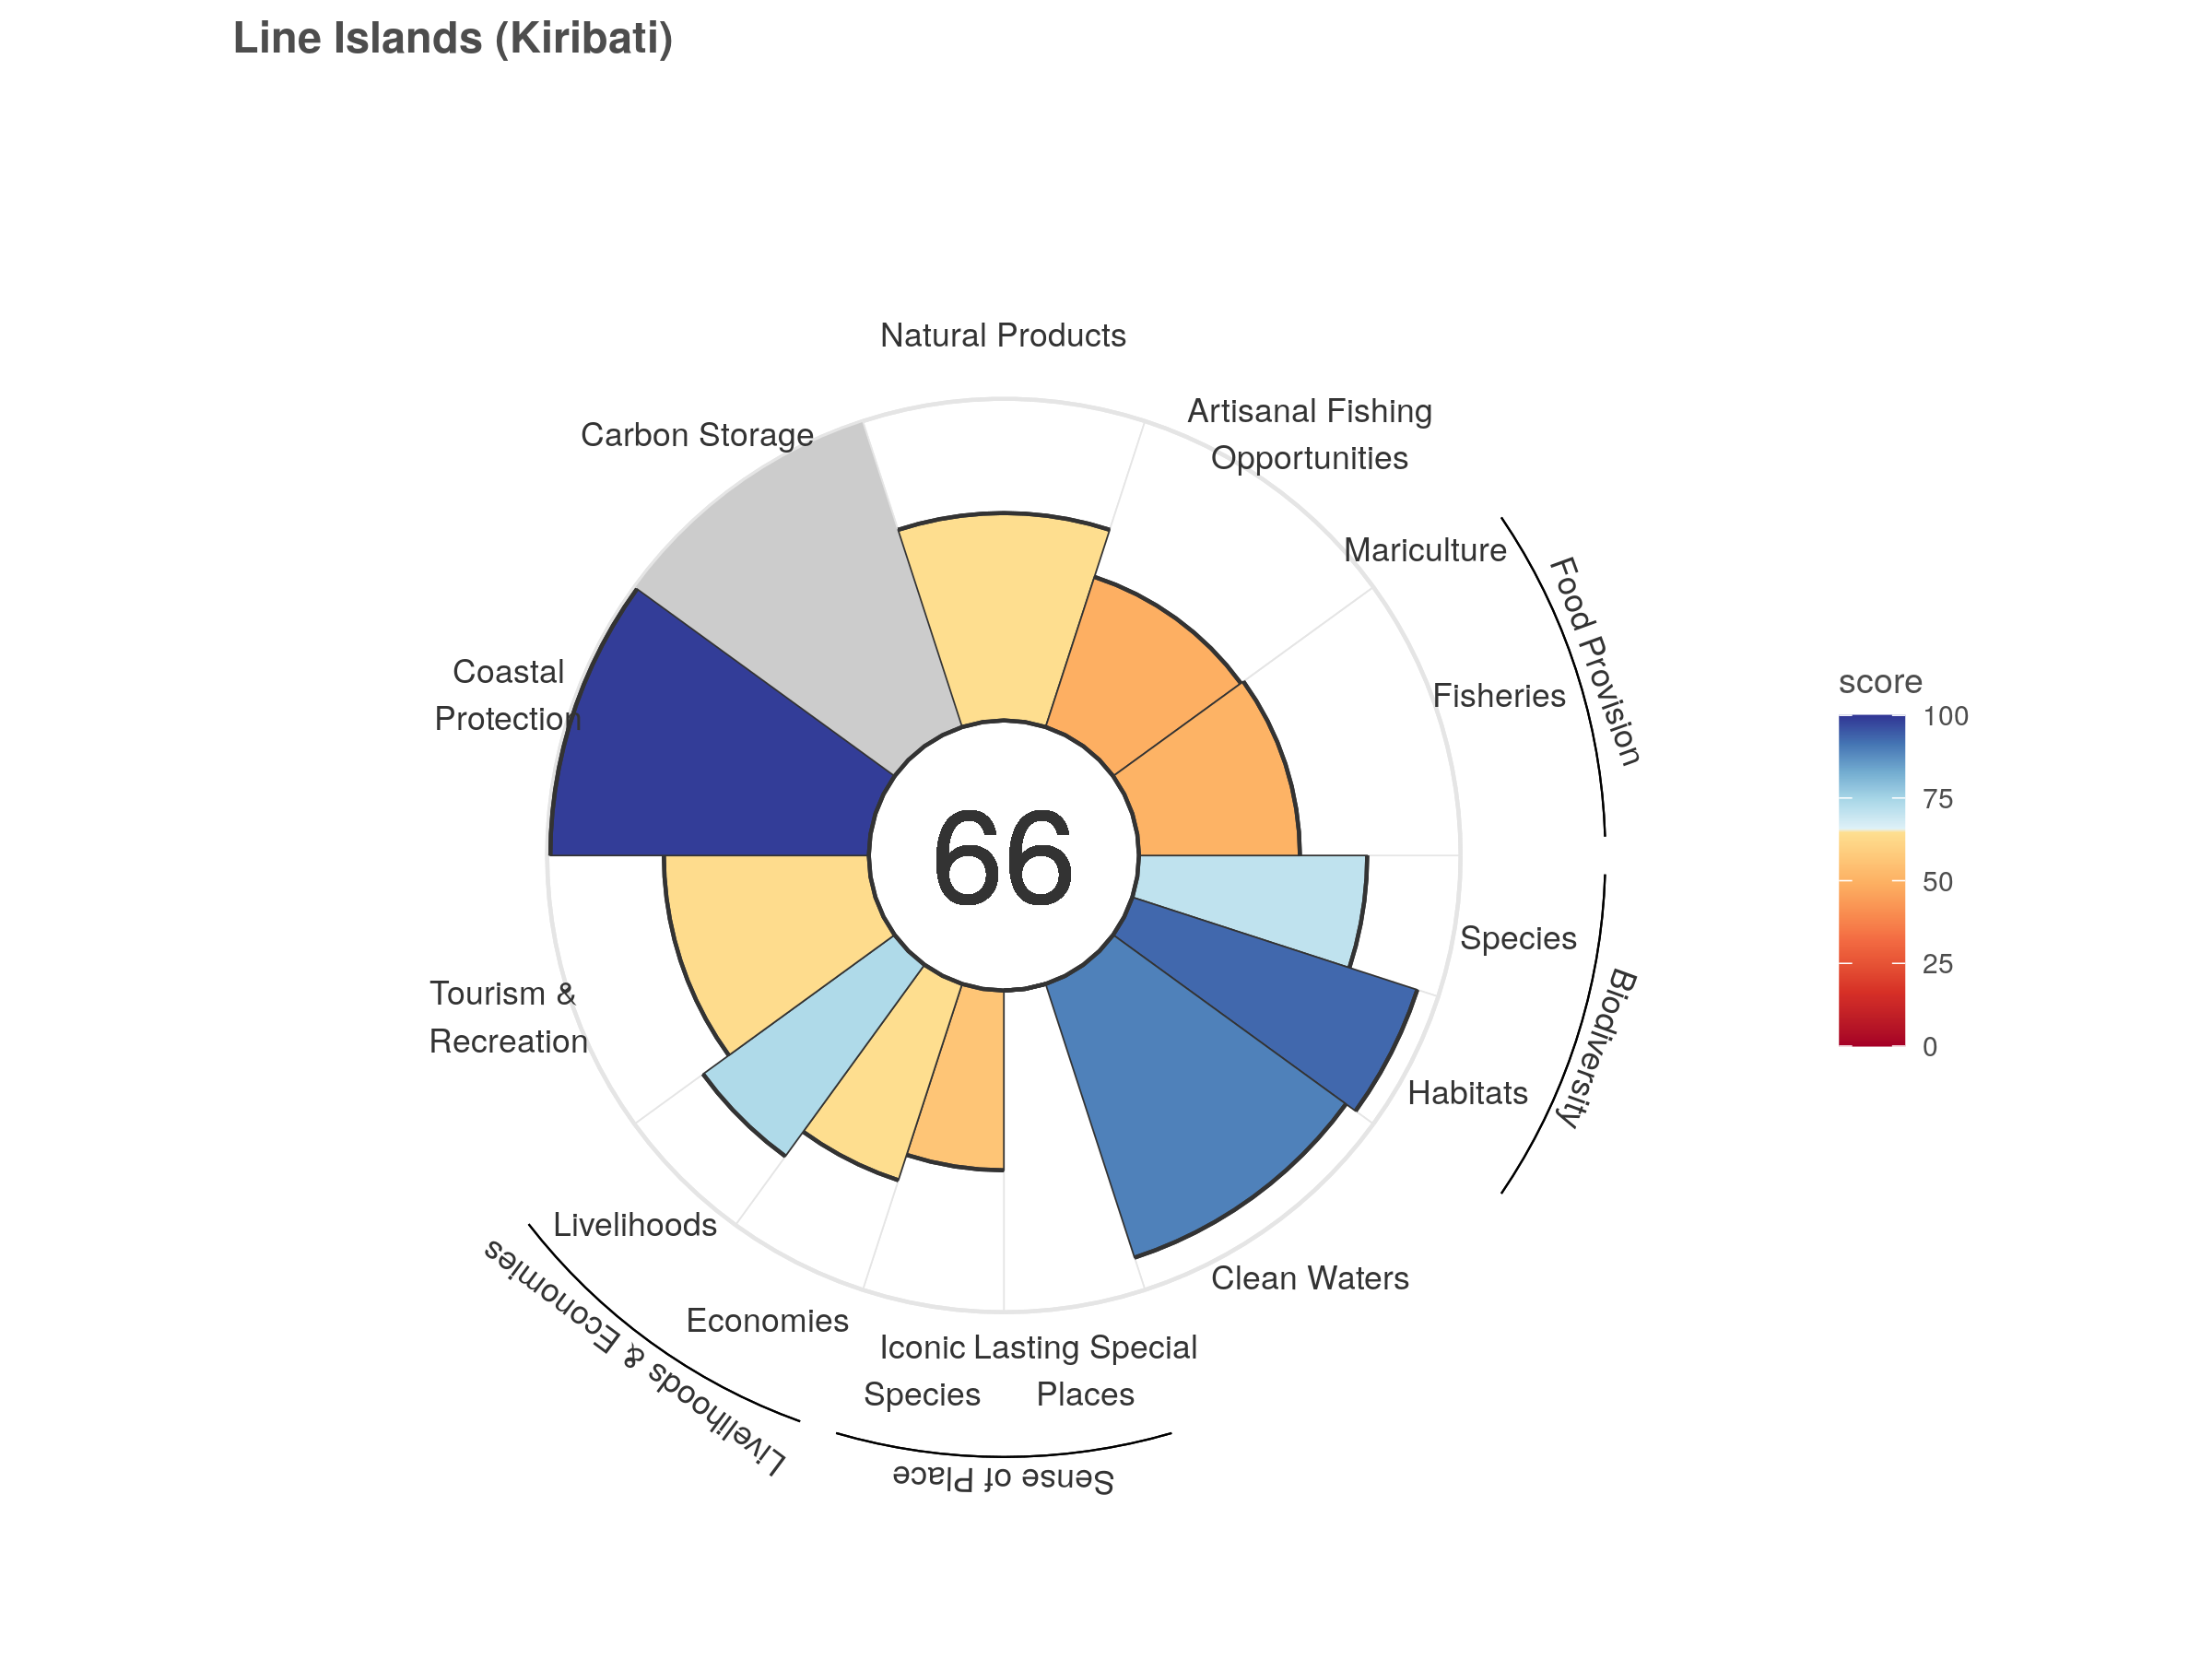 Line Islands (Kiribati)
Natural Products
Artisanal Fishing
Opportunities
Carbon Storage
Mariculture
Food Provision
Fisheries
Coastal
Protection
score
100
75
50
25
0
66
Species
Biodiversity
Habitats
Tourism &
Recreation
Livelihoods
Livelihoods & Economies
Economies
Clean Waters
Iconic
Species
Lasting Special
Places
Sense of Place